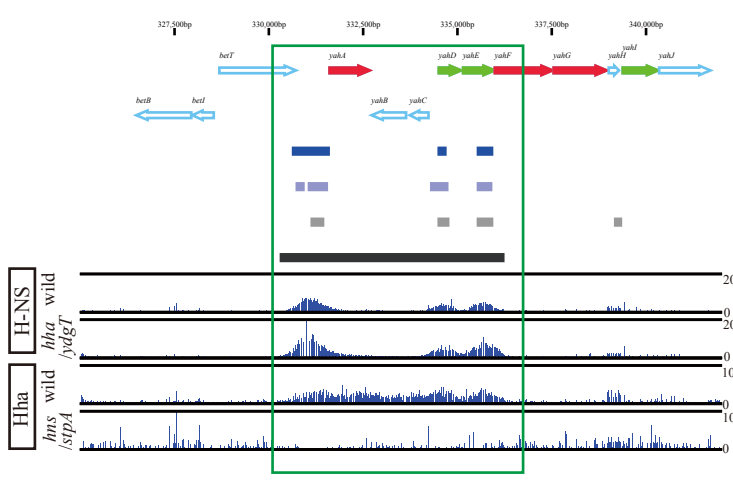 327,500bp 330,000bp 332,500bp 335,000bp 337,500bp 340,000bp
betT yahA yahD yahE yahF yahG yahH yahI yahJ
betB betI yahB yahC
H-NS
wild
20
0
hha
/ydgT
20
0
Hha
wild
10
0
hns
/stpA
10
0